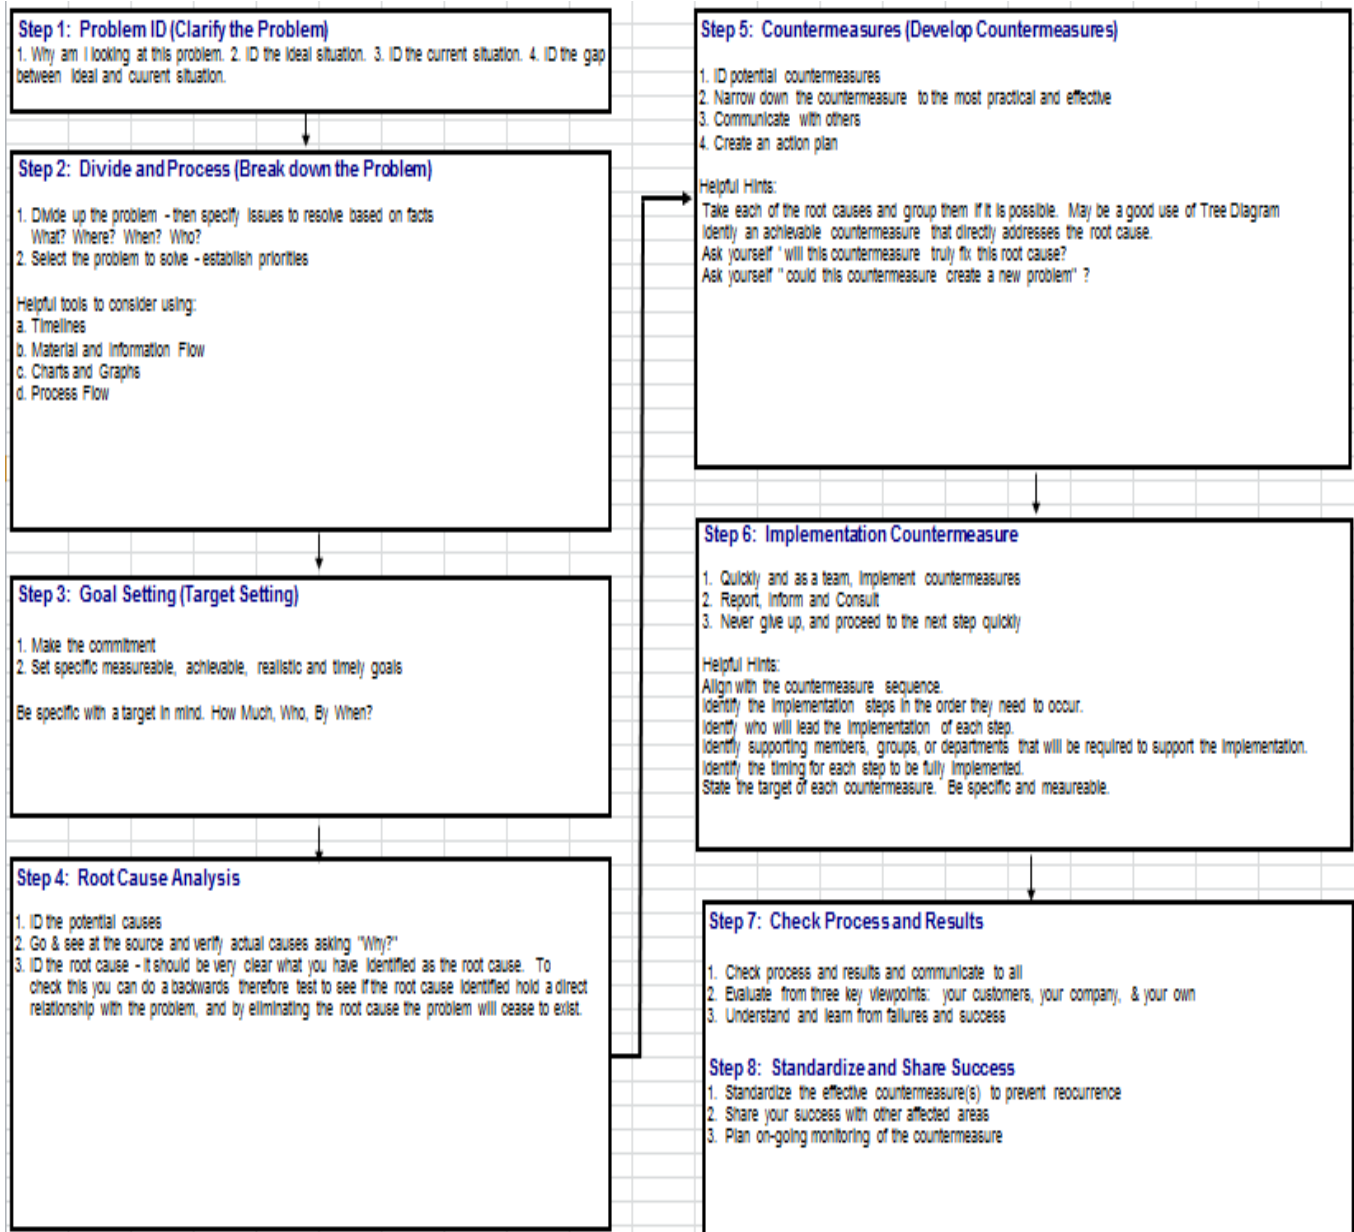 Step 1: Problem ID (Clarify the Problem)
1. Why am I looking at this problem. 2. ID the ideal situation. 3. ID the current situation. 4. ID the gap
between ideal and cuurent situation.
Step 2: Divide and Process (Break down the Problem)
1. Divide up the problem - then specify issues to resolve based on facts
What? Where? When? Who?
2. Select the problem to solve - establish priorities
Helpful tools to consider using:
a. Timelines
b. Material and Information Flow
c. Charts and Graphs
d. Process Flow
Step 3: Goal Setting (Target Setting)
1. Make the commitment
2. Set specific measureable, achievable, realistic and timely goals
Be specific with a target in mind. How Much, Who, By When?
Step 4: Root Cause Analysis
1. ID the potential causes
2. Go & see at the source and verify actual causes asking "Why?"
3. ID the root cause - it should be very clear what you have identified as the root cause. To
check this you can do a backwards therefore test to see if the root cause identified hold a direct
relationship with the problem, and by eliminating the root cause the problem will cease to exist.
Step 5: Countermeasures (Develop Countermeasures)
1. ID potential countermeasures
2. Narrow down the countermeasure to the most practical and effective
3. Communicate with others
4. Create an action plan
Helpful Hints:
Take each of the root causes and group them if it is possible. May be a good use of Tree Diagram
Idently an achievable countermeasure that directly addresses the root cause.
Ask yourself ' will this countermeasure truly fix this root cause?
Ask yourself " could this countermeasure create a new problem" ?
Step 6: Implementation Countermeasure
1. Quickly and as a team, implement countermeasures
2. Report, Inform and Consult
3. Never give up, and proceed to the next step quickly
Helpful Hints:
Align with the countermeasure sequence.
Identify the implementation steps in the order they need to occur.
Identify who will lead the implementation of each step.
Identify supporting members, groups, or departments that will be required to support the implementation.
Identify the timing for each step to be fully implemented.
State the target of each countermeasure. Be specific and meaureable.
Step 7: Check Process and Results
1. Check process and results and communicate to all
2. Evaluate from three key viewpoints: your customers, your company, & your own
3. Understand and learn from failures and success
Step 8: Standardize and Share Success
1. Standardize the effective countermeasure(s) to prevent reocurrence
2. Share your success with other affected areas
3. Plan on-going monitoring of the countermeasure